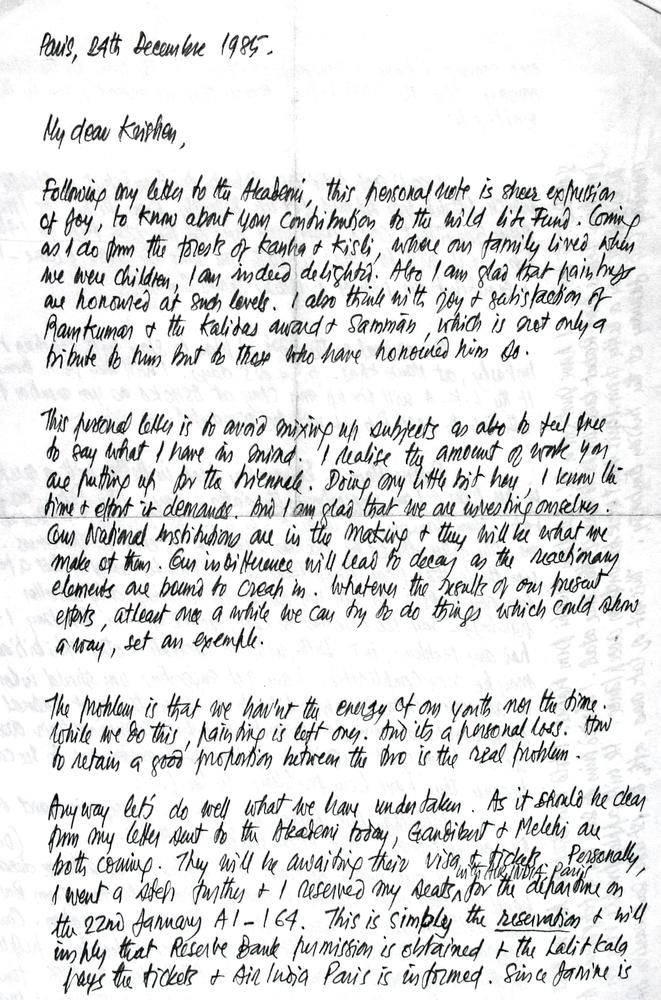 Paris, 24th Decembre 1985.
My dear Krishen,
Following my letter to the Akademi, this personal note is sheer expression
of joy, to know about your contribution to the wild life Fund. Coming
as I do from the forests of Kanha & Kisli, where our family lived when
we were children, I am indeed delighted. Also I am glad that paintings
are honoured at such levels. I also think with joy & satisfaction of
Ramkumar & the Kalidas award & Sammān, which is not only a
tribute to him but to those who have honoured him so.
This personal letter is to avoid mixing up subjects as also to feel free
to say what I have in mind. I realise the amount of work you
are putting up for the triennale. Doing my little bit here, I know the
time & effort it demands. And I am glad that we are investing ourselves.
Our National Institutions are in the making & they will be what we
make of them. Our indifference will lead to decay as the reactionary
elements are bound to creap in. Whatever the results of our present
efforts, atleast once a while we can try to do things which could show
a way, set an exemple.
The problem is that we hav'nt the energy of our youth nor the time.
While we do this, painting is left over. And its a personal loss. How
to retain a good proportion between the two is the real problem.
Anyway let's do well what we have undertaken. As it should be clear
from my letter sent to the Akademi today, Gaudibert & Melehi are
both coming. They will be awaiting their visa & tickets. Personally,
I went a step further & I reserved my seats with AIR INDIA Paris for the departure on
the 22nd January AI-164. This is simply the reservation & will
imply that Reserve Bank permission is obtained & the Lalit Kala
pays the tickets & Air India Paris is informed. Since Janine is